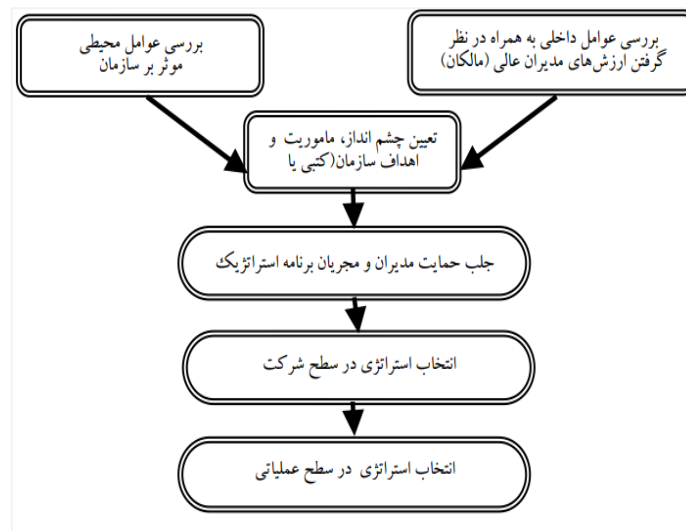 بررسی عوامل داخلی به همراه در نظر
گرفتن ارزش‌های مدیران عالی (مالکان)
بررسی عوامل محیطی
موثر بر سازمان
تعیین چشم انداز، ماموریت و
اهداف سازمان(کتبی یا
جلب حمایت مدیران و مجریان برنامه استراتژیک
انتخاب استراتژی در سطح شرکت
انتخاب استراتژی در سطح عملیاتی